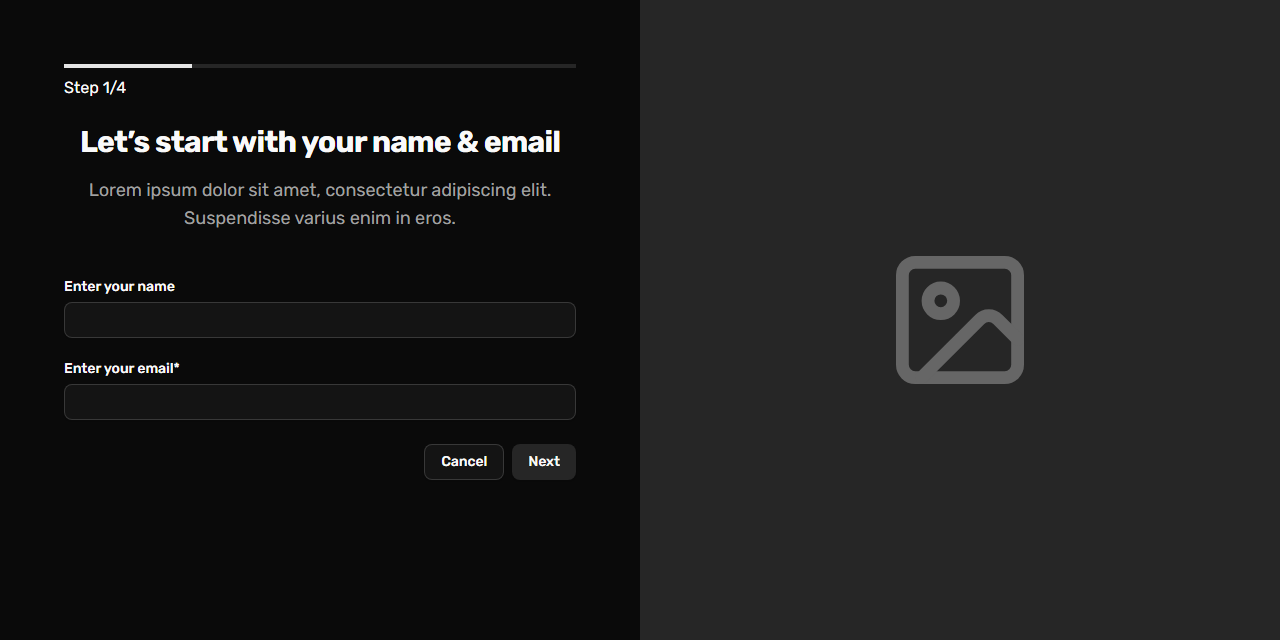 Step 1/4
Let’s start with your name & email
Lorem ipsum dolor sit amet, consectetur adipiscing elit.
Suspendisse varius enim in eros.
Enter your name
Enter your email*
Cancel
Next